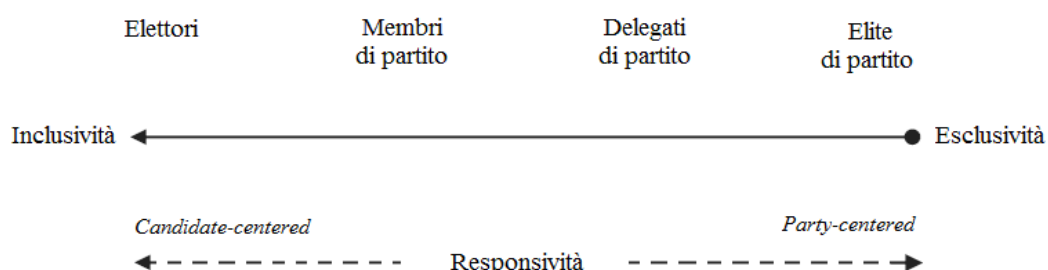 Elettori
Membri
di partito
Delegati
di partito
Elite
di partito
Inclusività
Esclusività
Candidate-centered
Party-centered
Responsività